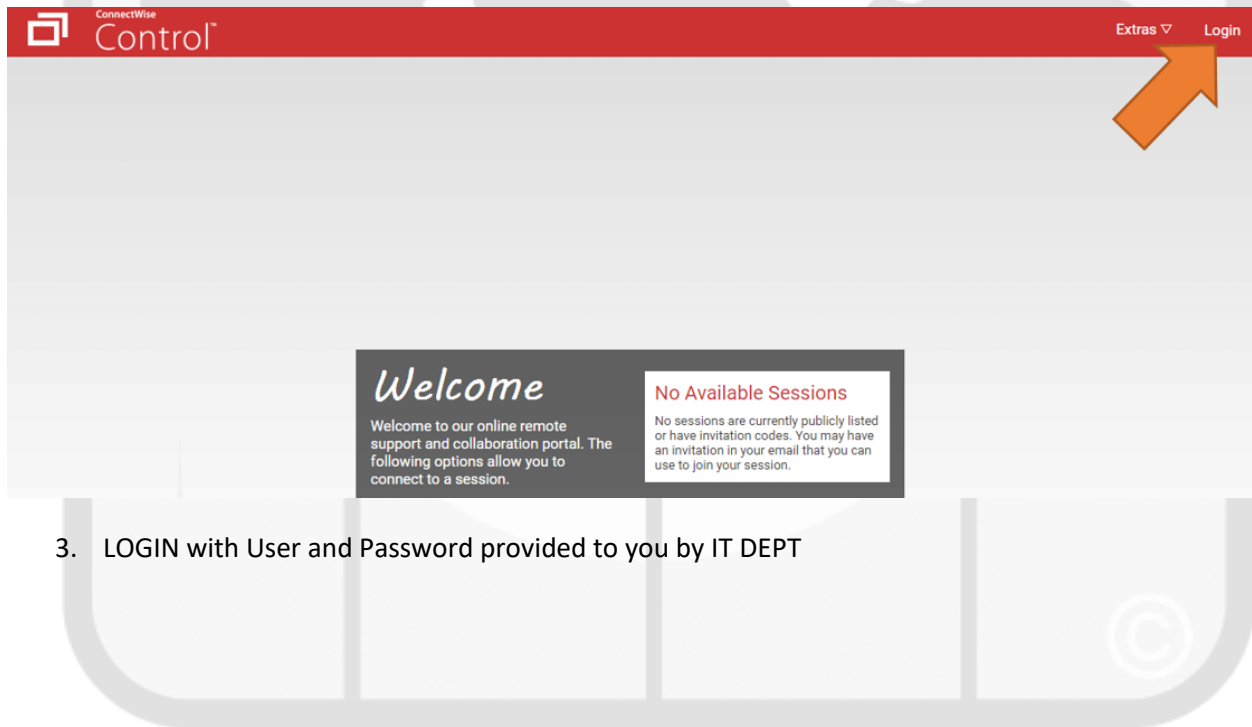 ConnectWise
Control™
Extras ▽ Login
Welcome
Welcome to our online remote
support and collaboration portal. The
following options allow you to
connect to a session.
No Available Sessions
No sessions are currently publicly listed
or have invitation codes. You may have
an invitation in your email that you can
use to join your session.
3. LOGIN with User and Password provided to you by IT DEPT
©